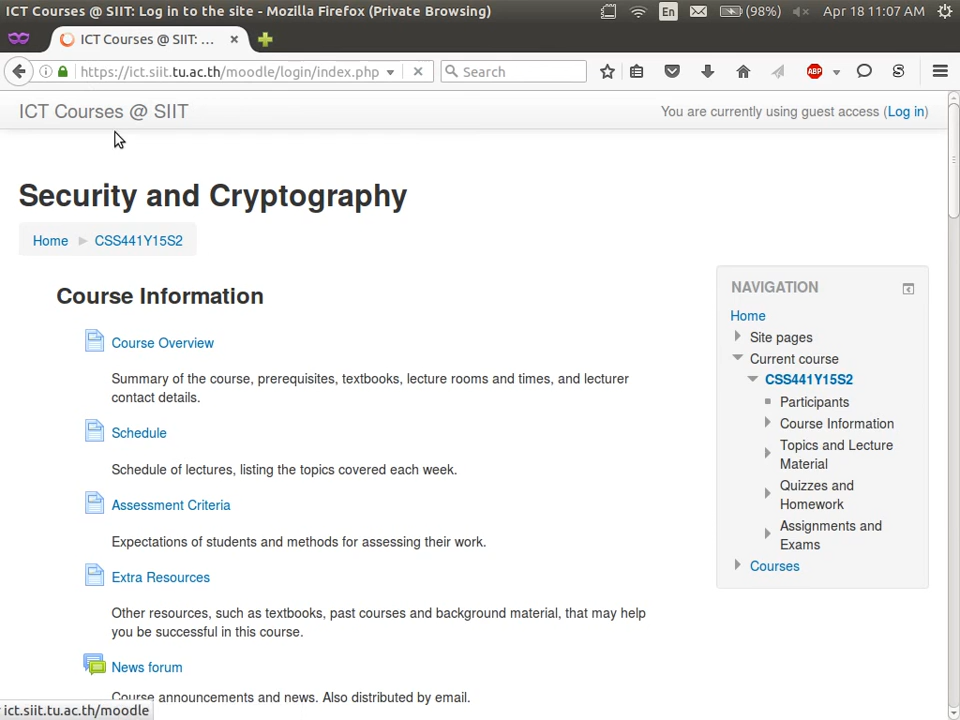 ICT Courses @ SIIT: Log in to the site - Mozilla Firefox (Private Browsing)
En
(98%)
Apr 18 11:07 AM
ICT Courses @ SIIT: ...
https://ict.siit.tu.ac.th/moodle/login/index.php
Search
ABP
S
ICT Courses @ SIIT
You are currently using guest access (Log in)
Security and Cryptography
Home
CSS441Y15S2
Course Information
Course Overview
Summary of the course, prerequisites, textbooks, lecture rooms and times, and lecturer
contact details.
Schedule
Schedule of lectures, listing the topics covered each week.
Assessment Criteria
Expectations of students and methods for assessing their work.
Extra Resources
Other resources, such as textbooks, past courses and background material, that may help
you be successful in this course.
News forum
Course announcements and news. Also distributed by email.
NAVIGATION
Home
Site pages
Current course
CSS441Y15S2
Participants
Course Information
Topics and Lecture
Material
Quizzes and
Homework
Assignments and
Exams
Courses
ict.siit.tu.ac.th/moodle